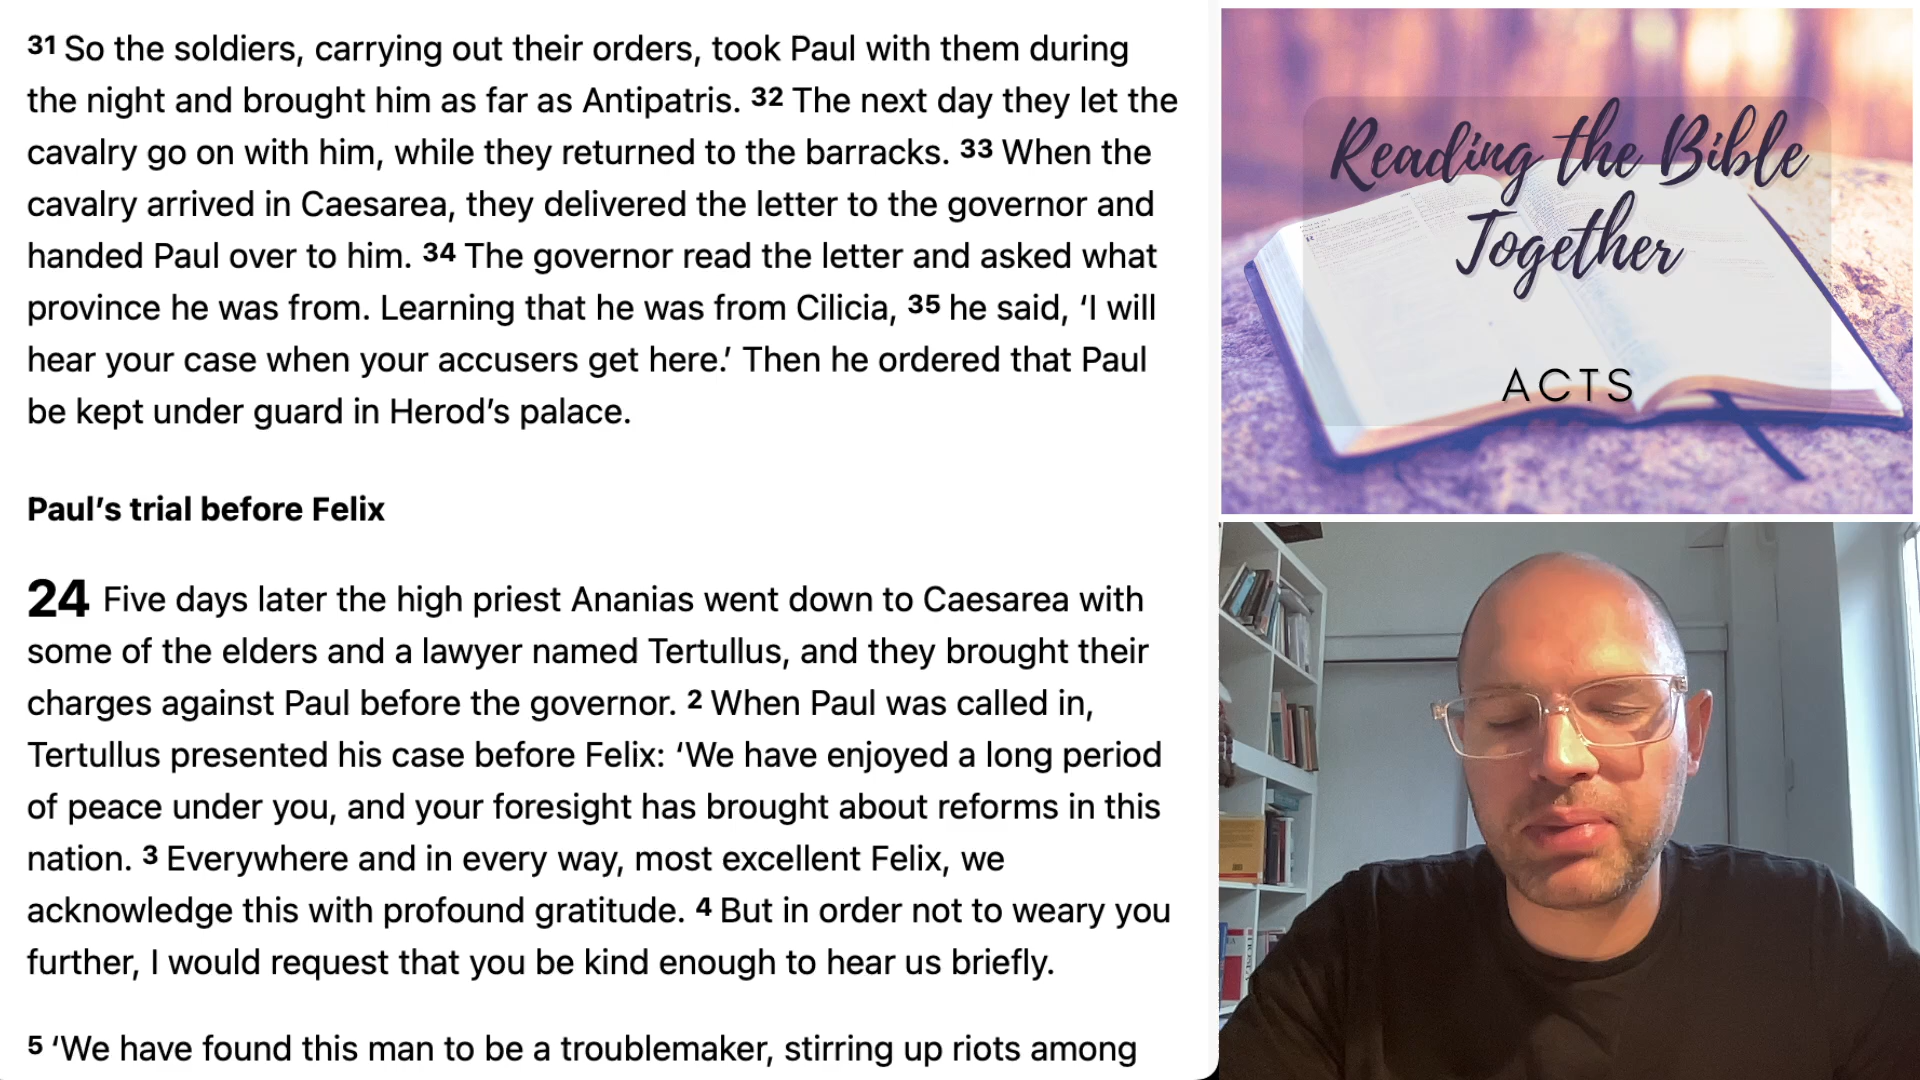 31 So the soldiers, carrying out their orders, took Paul with them during
the night and brought him as far as Antipatris. 32 The next day they let the
cavalry go on with him, while they returned to the barracks. 33 When the
cavalry arrived in Caesarea, they delivered the letter to the governor and
handed Paul over to him. 34 The governor read the letter and asked what
province he was from. Learning that he was from Cilicia, 35 he said, ‘I will
hear your case when your accusers get here.’ Then he ordered that Paul
be kept under guard in Herod’s palace.
Paul’s trial before Felix
24 Five days later the high priest Ananias went down to Caesarea with
some of the elders and a lawyer named Tertullus, and they brought their
charges against Paul before the governor. 2 When Paul was called in,
Tertullus presented his case before Felix: ‘We have enjoyed a long period
of peace under you, and your foresight has brought about reforms in this
nation. 3 Everywhere and in every way, most excellent Felix, we
acknowledge this with profound gratitude. 4 But in order not to weary you
further, I would request that you be kind enough to hear us briefly.
5 ‘We have found this man to be a troublemaker, stirring up riots among
Reading the Bible
Together
ACTS